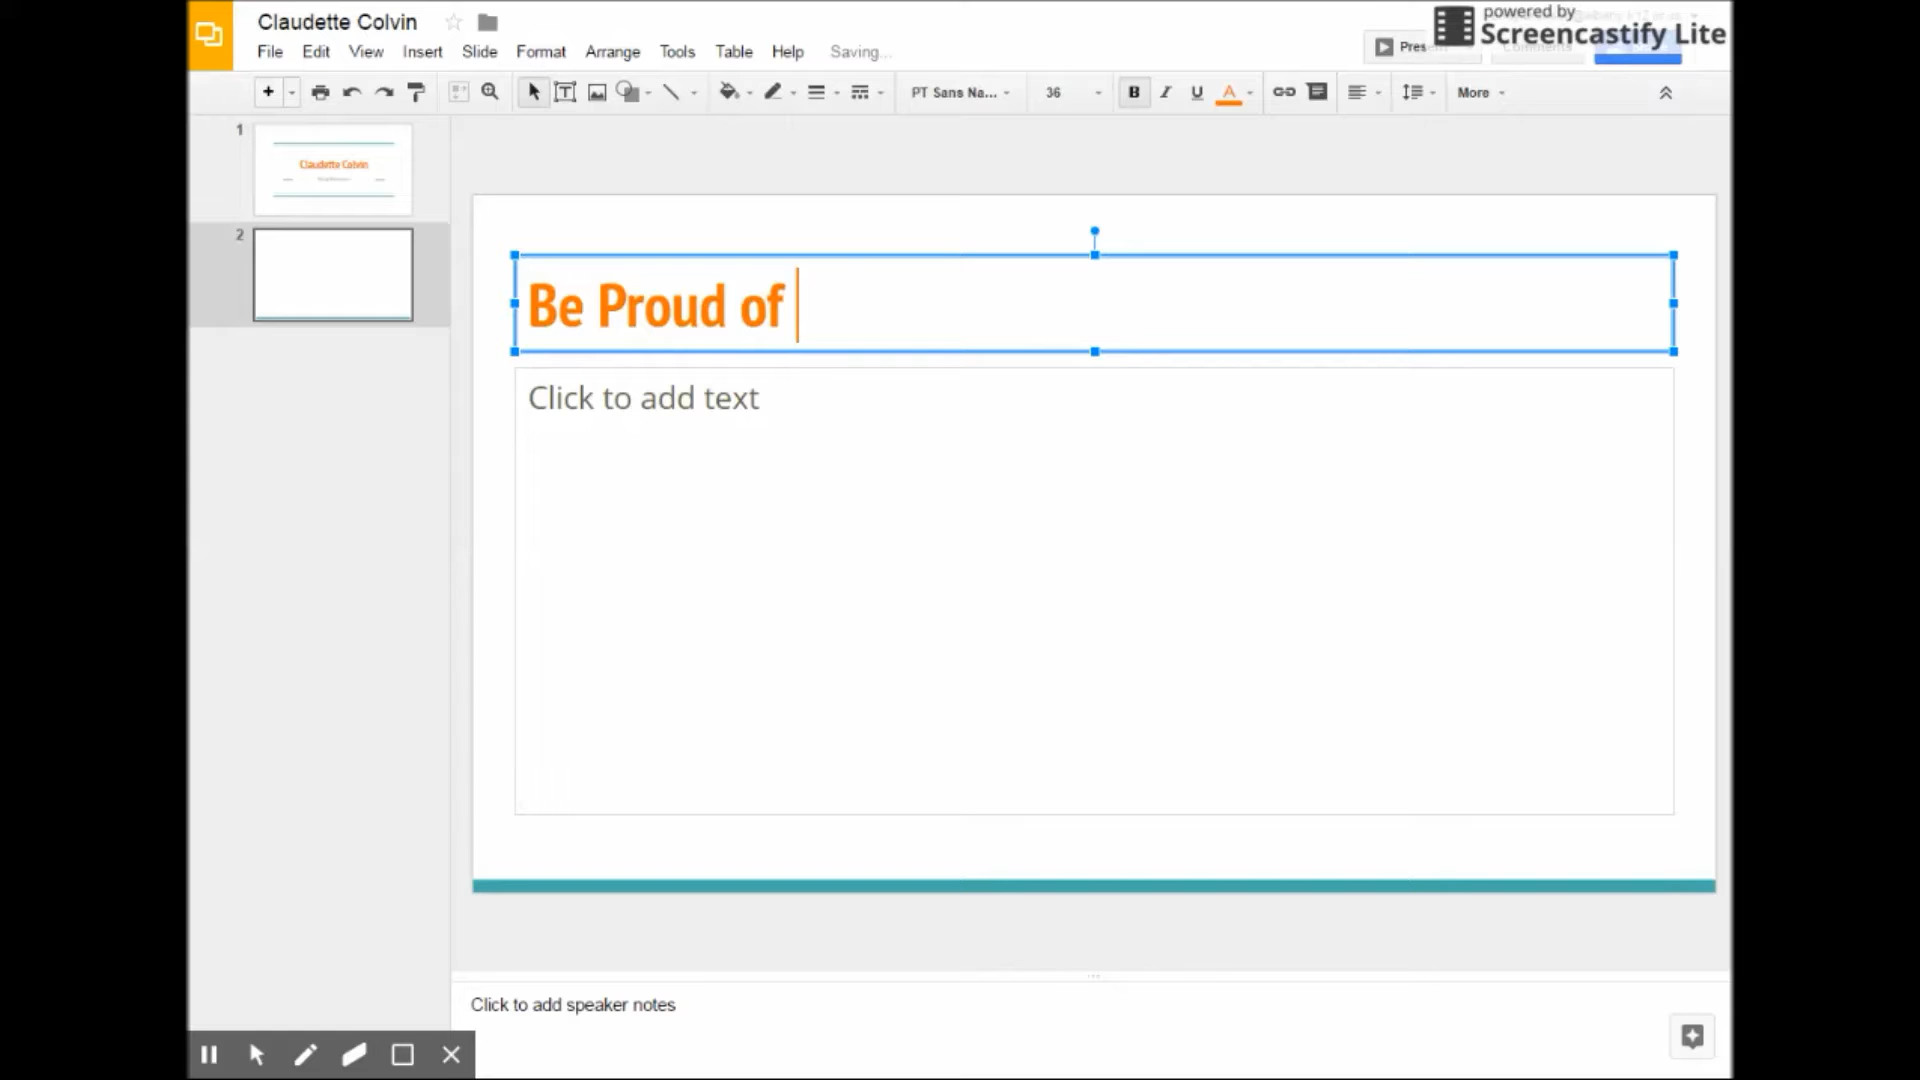 Claudette Colvin
powered by
Screencastify Lite
File Edit View Insert Slide Format Arrange Tools Table Help Saving...
Pres
Comments
PT Sans Na... 36 B I U A More
1
Claudette Colvin
2
Be Proud of
Click to add text
Click to add speaker notes